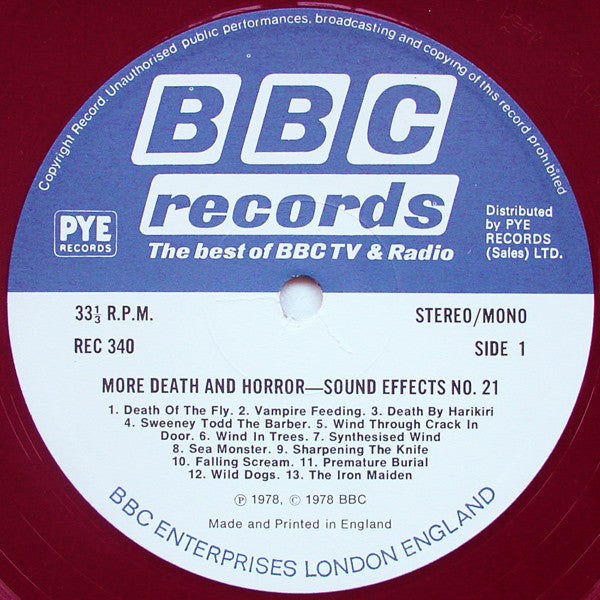 Copyright Record. Unauthorised public performances, broadcasting and copying of this record prohibited
BBC
records
The best of BBC TV & Radio
PYE
RECORDS
Distributed
by PYE
RECORDS
(Sales) LTD.
33⅓ R.P.M.
STEREO/MONO
REC 340
SIDE 1
MORE DEATH AND HORROR—SOUND EFFECTS NO. 21
1. Death Of The Fly. 2. Vampire Feeding. 3. Death By Harikiri
4. Sweeney Todd The Barber. 5. Wind Through Crack In
Door. 6. Wind In Trees. 7. Synthesised Wind
8. Sea Monster. 9. Sharpening The Knife
10. Falling Scream. 11. Premature Burial
12. Wild Dogs. 13. The Iron Maiden
℗ 1978, © 1978 BBC
Made and Printed in England
BBC ENTERPRISES LONDON ENGLAND